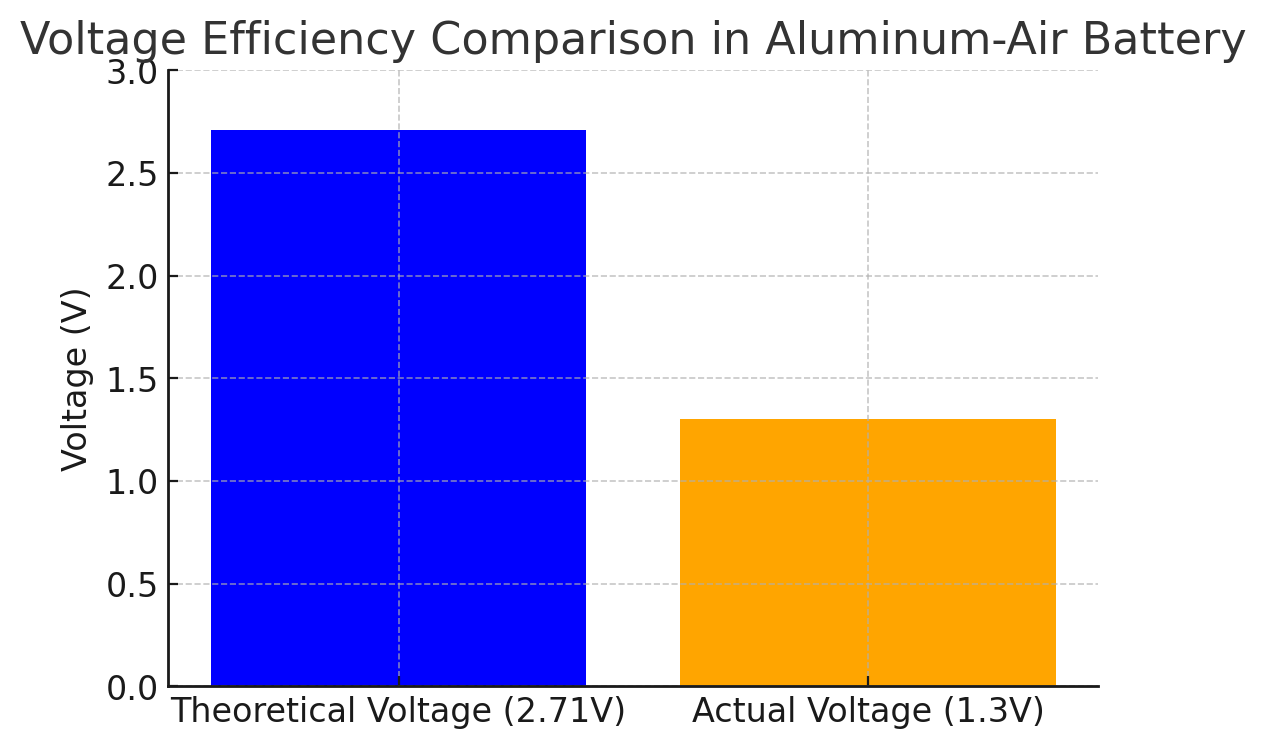 Voltage Efficiency Comparison in Aluminum-Air Battery
Voltage (V)
3.0
2.5
2.0
1.5
1.0
0.5
0.0
Theoretical Voltage (2.71V)
Actual Voltage (1.3V)